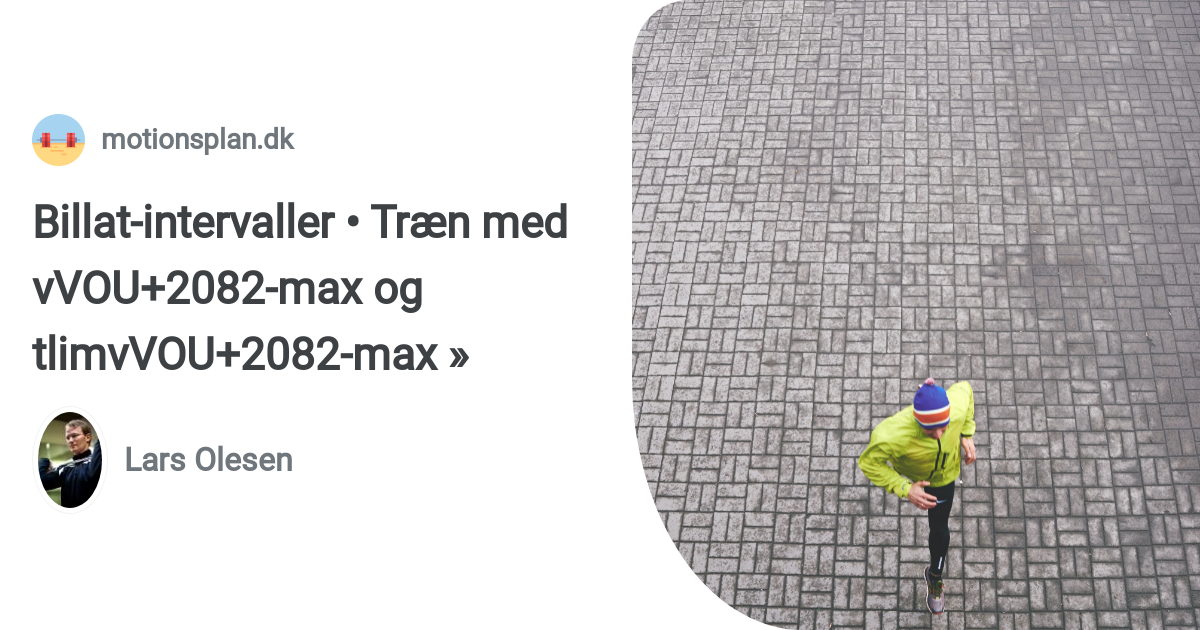 motionsplan.dk
Billat-intervaller • Træn med
vVOU+2082-max og
tlimvVOU+2082-max »
Lars Olesen